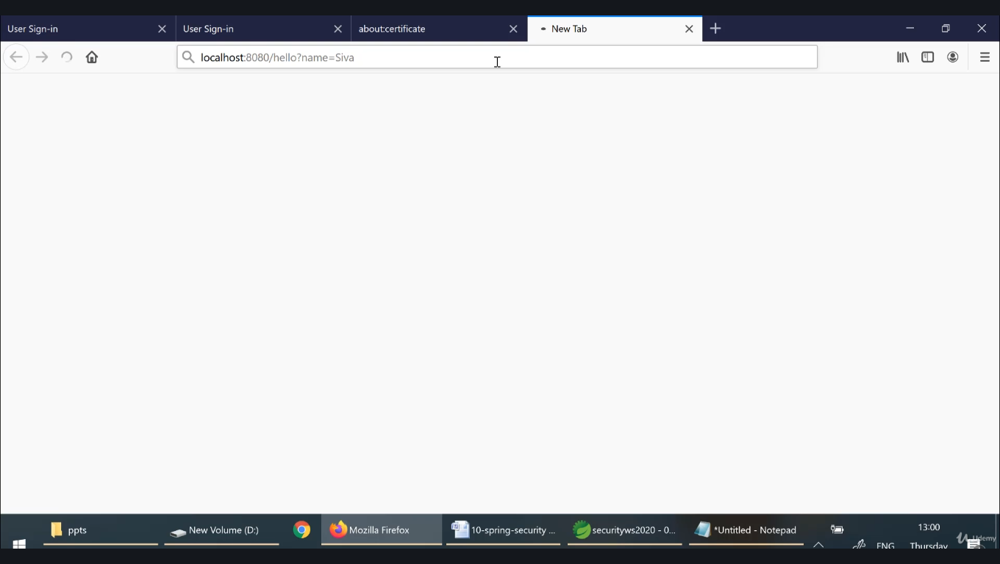 User Sign-in
User Sign-in
about:certificate
New Tab
localhost:8080/hello?name=Siva
ppts
New Volume (D:)
Mozilla Firefox
10-spring-security ...
securityws2020 - 0...
*Untitled - Notepad
ENG
13:00
Thursday
Udemy